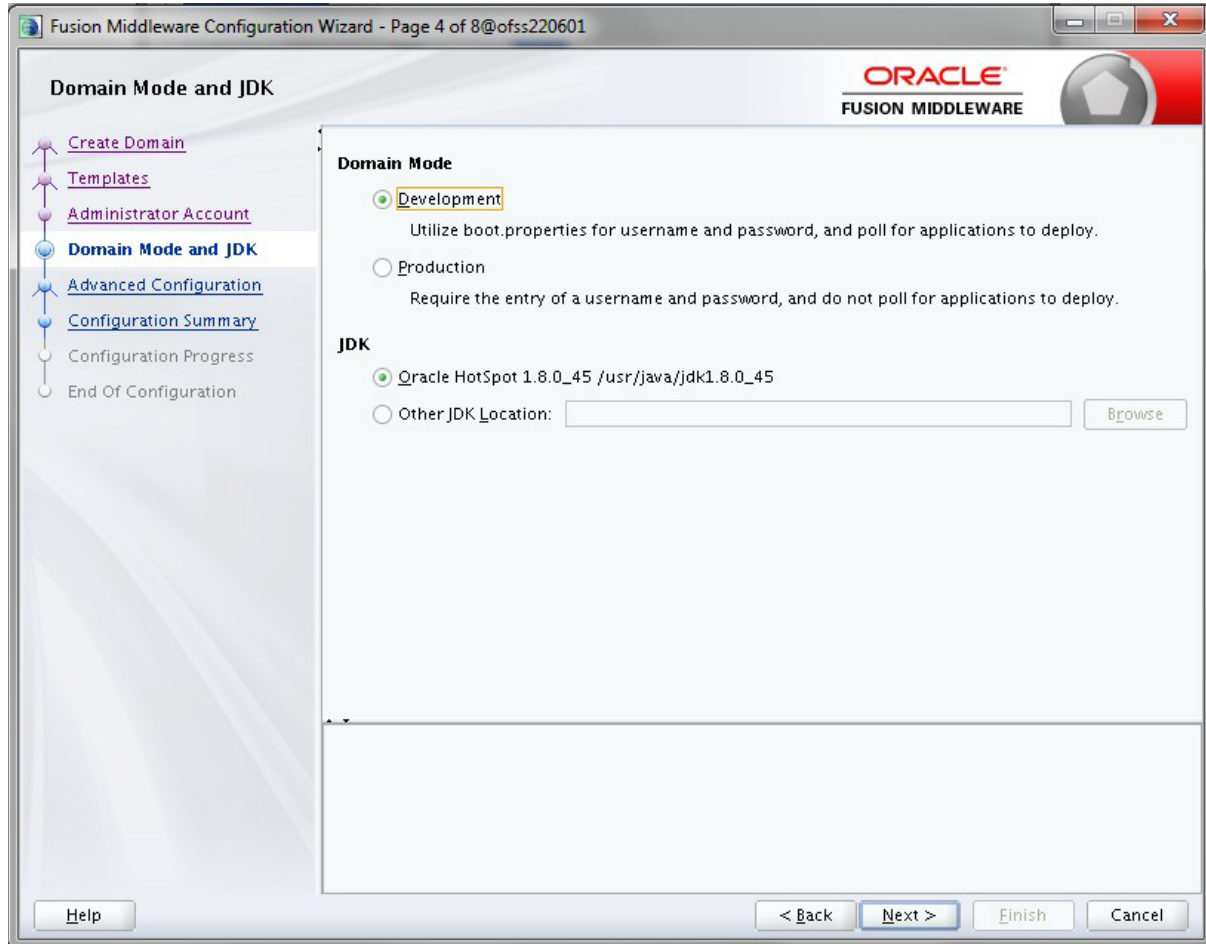 Fusion Middleware Configuration Wizard - Page 4 of 8@ofss220601
Domain Mode and JDK
ORACLE
FUSION MIDDLEWARE
Create Domain
Templates
Administrator Account
Domain Mode and JDK
Advanced Configuration
Configuration Summary
Configuration Progress
End Of Configuration
Domain Mode
Development
Utilize boot.properties for username and password, and poll for applications to deploy.
Production
Require the entry of a username and password, and do not poll for applications to deploy.
JDK
Oracle HotSpot 1.8.0_45 /usr/java/jdk1.8.0_45
Other JDK Location:
Browse
Help
< Back
Next >
Finish
Cancel